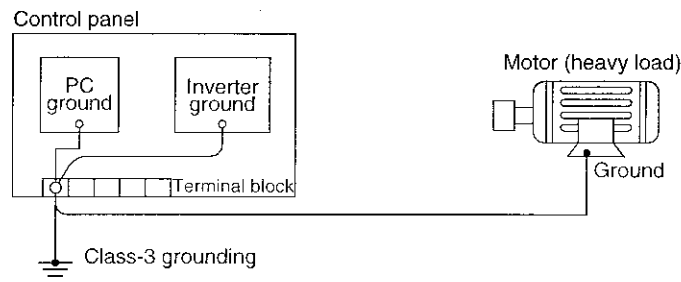 Control panel
PC
ground
Inverter
ground
Motor (heavy load)
Terminal block
Ground
Class-3 grounding